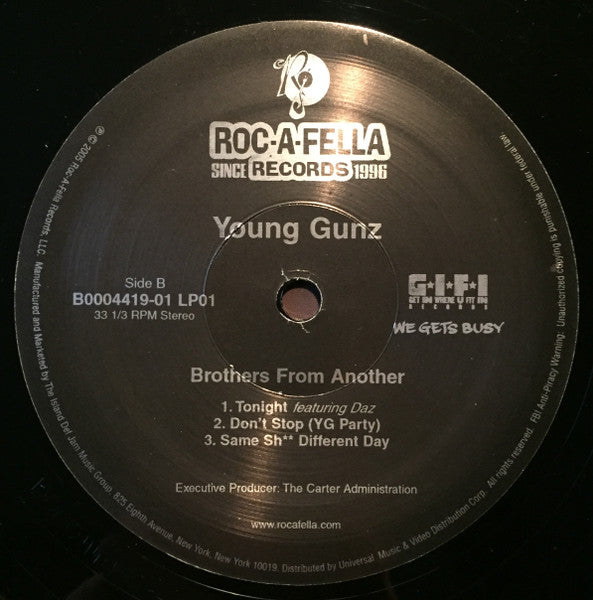 ROC-A-FELLA
SINCE RECORDS 1996
Young Gunz
Side B
B0004419-01 LP01
33 1/3 RPM Stereo
G★I★F★I
GET IN WHERE U FIT IN
RECORDS
WE GETS BUSY
Brothers From Another
1. Tonight featuring Daz
2. Don't Stop (YG Party)
3. Same Sh** Different Day
Executive Producer: The Carter Administration
www.rocafella.com
℗ © 2005 Roc-A-Fella Records, LLC. Manufactured and Marketed by The Island Def Jam Music Group. 825 Eighth Avenue, New York, New York 10019. Distributed by Universal Music & Video Distribution Corp. All rights reserved. FBI Anti-Piracy Warning: Unauthorized copying is punishable under federal law.